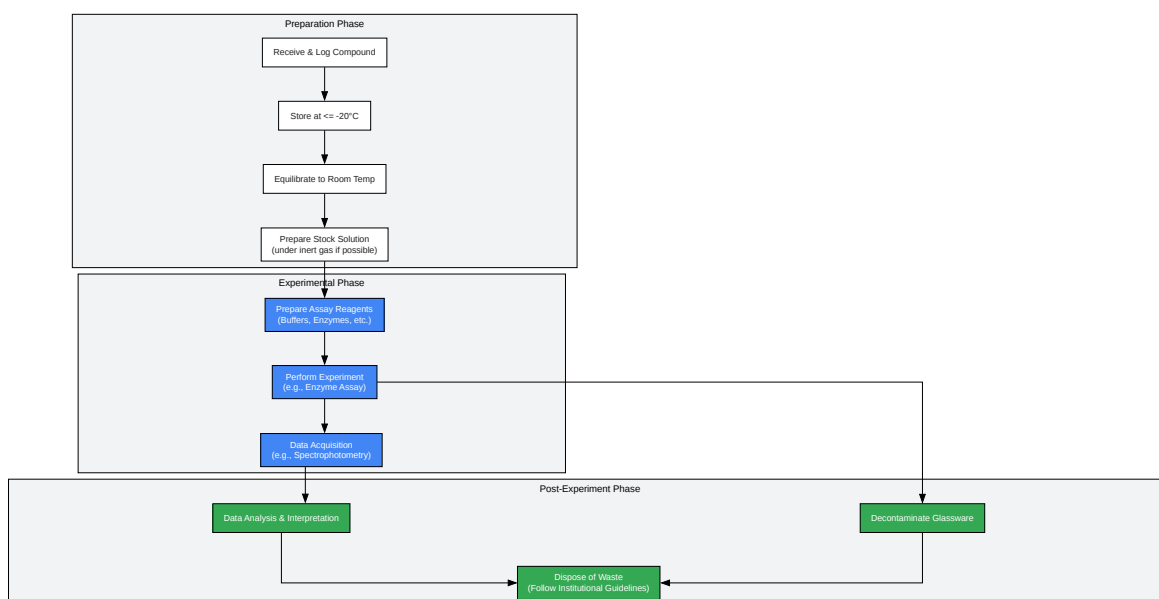 Preparation Phase
Receive & Log Compound
Store at <= -20°C
Equilibrate to Room Temp
Prepare Stock Solution
(under inert gas if possible)
Experimental Phase
Prepare Assay Reagents
(Buffers, Enzymes, etc.)
Perform Experiment
(e.g., Enzyme Assay)
Data Acquisition
(e.g., Spectrophotometry)
Post-Experiment Phase
Data Analysis & Interpretation
Decontaminate Glassware
Dispose of Waste
(Follow Institutional Guidelines)